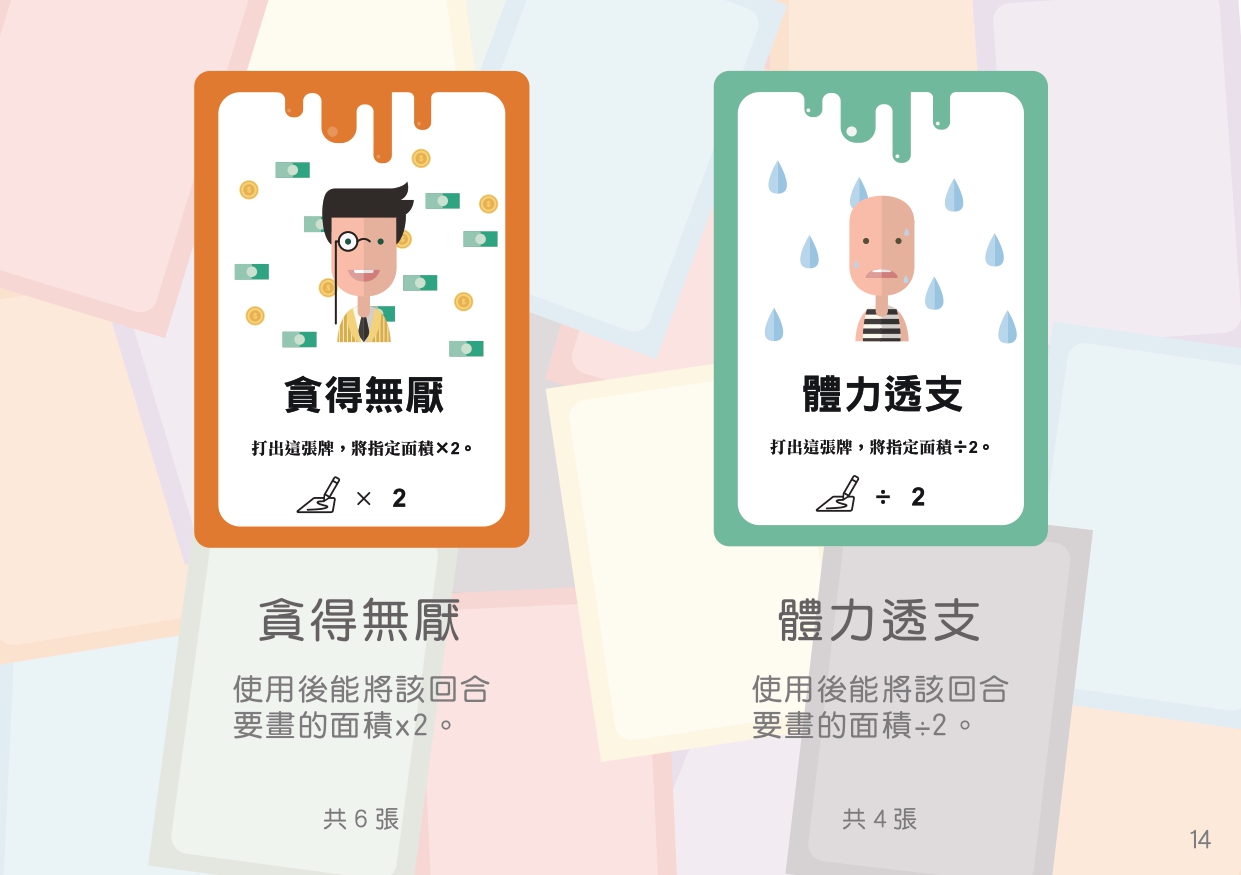 貪得無厭
打出這張牌，將指定面積×2。
× 2
貪得無厭
使用後能將該回合
要畫的面積x2。
共 6 張
體力透支
打出這張牌，將指定面積÷2。
÷ 2
體力透支
使用後能將該回合
要畫的面積÷2。
共 4 張
14